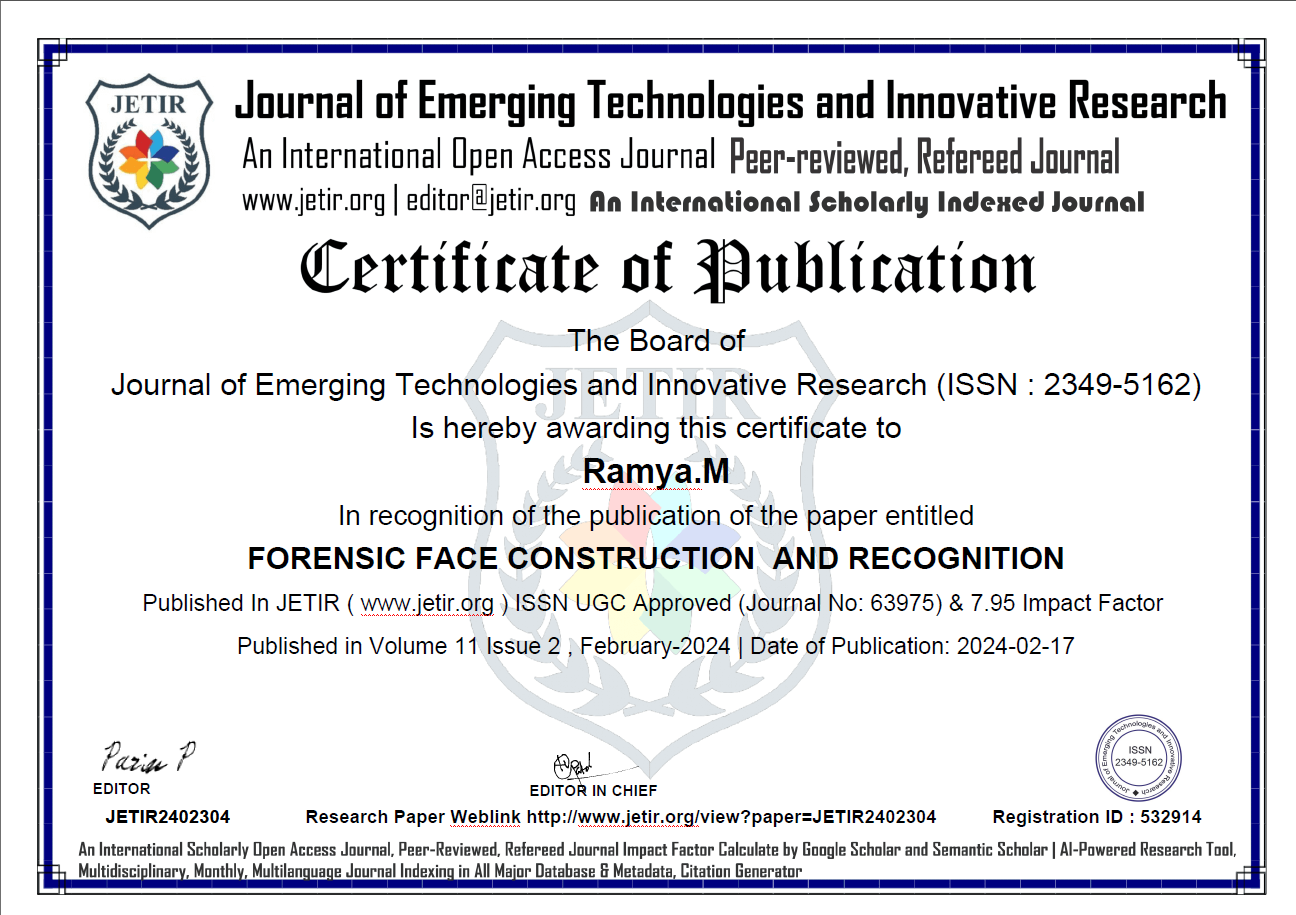 JETIR
Journal of Emerging Technologies and Innovative Research
An International Open Access Journal Peer-reviewed, Refereed Journal
www.jetir.org | editor@jetir.org An International Scholarly Indexed Journal
Certificate of Publication
JETIR
The Board of
Journal of Emerging Technologies and Innovative Research (ISSN : 2349-5162)
Is hereby awarding this certificate to
Ramya.M
In recognition of the publication of the paper entitled
FORENSIC FACE CONSTRUCTION  AND RECOGNITION
Published In JETIR ( www.jetir.org ) ISSN UGC Approved (Journal No: 63975) & 7.95 Impact Factor
Published in Volume 11 Issue 2 , February-2024 | Date of Publication: 2024-02-17
Journal of Emerging Technologies and Innovative Research
ISSN
2349-5162
EDITOR
EDITOR IN CHIEF
JETIR2402304 Research Paper Weblink http://www.jetir.org/view?paper=JETIR2402304 Registration ID : 532914
An International Scholarly Open Access Journal, Peer-Reviewed, Refereed Journal Impact Factor Calculate by Google Scholar and Semantic Scholar | AI-Powered Research Tool,
Multidisciplinary, Monthly, Multilanguage Journal Indexing in All Major Database & Metadata, Citation Generator